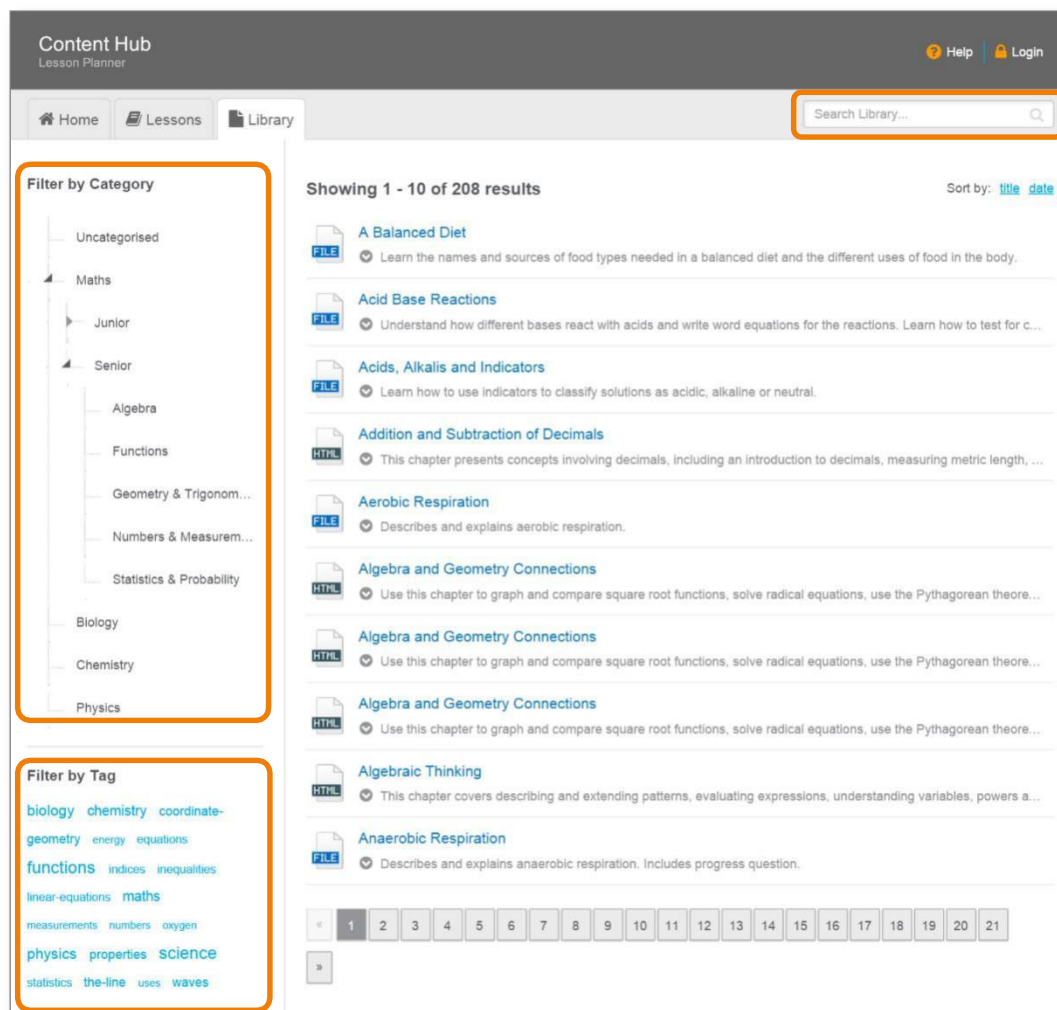 Content Hub
Lesson Planner
Help
Login
Home
Lessons
Library
Search Library...
Filter by Category
Uncategorised
Maths
Junior
Senior
Algebra
Functions
Geometry & Trigonom...
Numbers & Measurem...
Statistics & Probability
Biology
Chemistry
Physics
Filter by Tag
biology chemistry coordinate-
geometry energy equations
functions indices inequalities
linear-equations maths
measurements numbers oxygen
physics properties science
statistics the-line uses waves
Showing 1 - 10 of 208 results
Sort by: title date
FILE
A Balanced Diet
Learn the names and sources of food types needed in a balanced diet and the different uses of food in the body.
FILE
Acid Base Reactions
Understand how different bases react with acids and write word equations for the reactions. Learn how to test for c...
FILE
Acids, Alkalis and Indicators
Learn how to use indicators to classify solutions as acidic, alkaline or neutral.
HTML
Addition and Subtraction of Decimals
This chapter presents concepts involving decimals, including an introduction to decimals, measuring metric length, ...
FILE
Aerobic Respiration
Describes and explains aerobic respiration.
HTML
Algebra and Geometry Connections
Use this chapter to graph and compare square root functions, solve radical equations, use the Pythagorean theore...
HTML
Algebra and Geometry Connections
Use this chapter to graph and compare square root functions, solve radical equations, use the Pythagorean theore...
HTML
Algebra and Geometry Connections
Use this chapter to graph and compare square root functions, solve radical equations, use the Pythagorean theore...
HTML
Algebraic Thinking
This chapter covers describing and extending patterns, evaluating expressions, understanding variables, powers a...
FILE
Anaerobic Respiration
Describes and explains anaerobic respiration. Includes progress question.
« 1 2 3 4 5 6 7 8 9 10 11 12 13 14 15 16 17 18 19 20 21
»